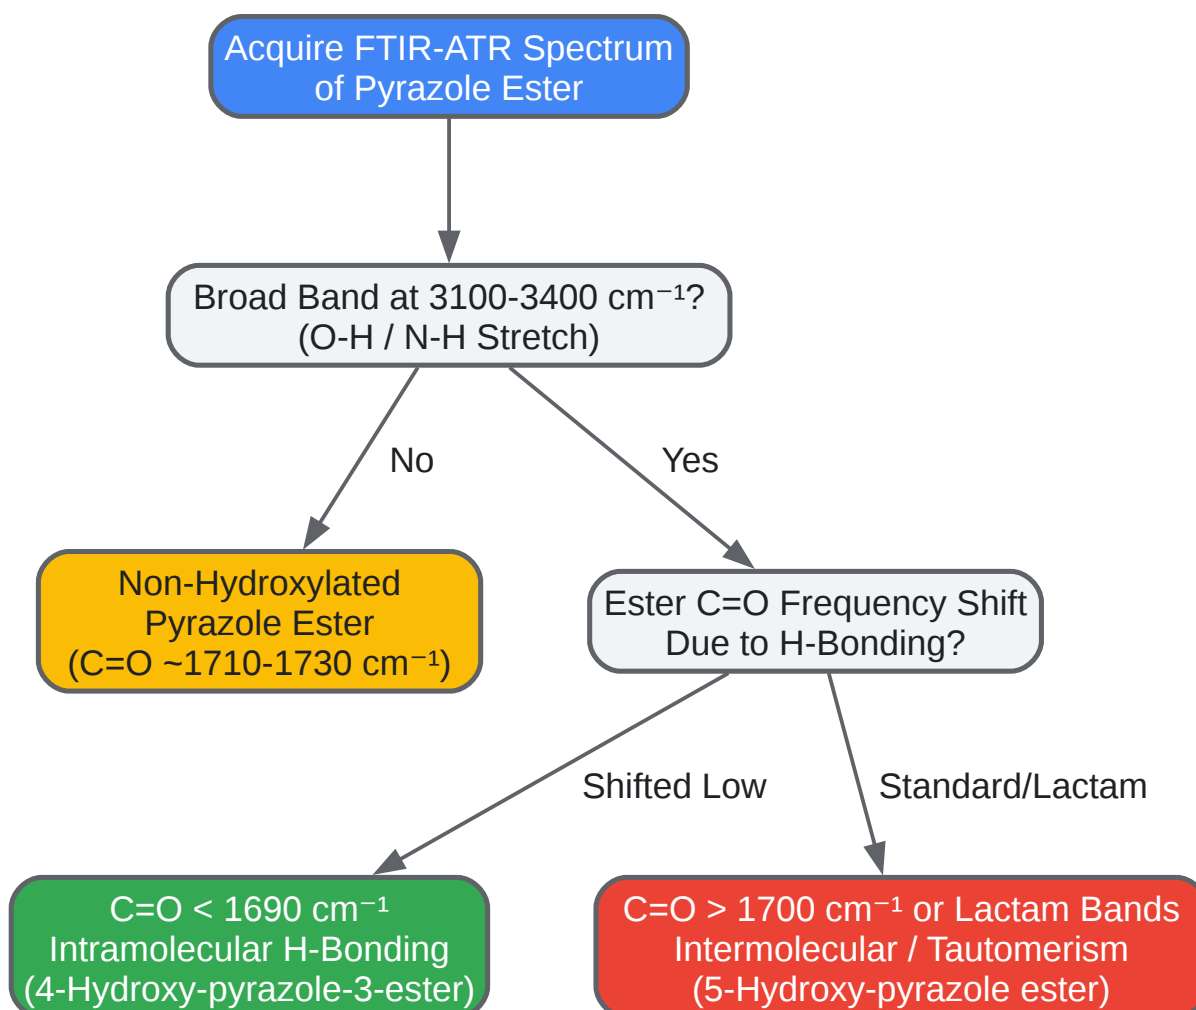 Acquire FTIR-ATR Spectrum
of Pyrazole Ester
Broad Band at 3100-3400 cm⁻¹?
(O-H / N-H Stretch)
No
Yes
Non-Hydroxylated
Pyrazole Ester
(C=O ~1710-1730 cm⁻¹)
Ester C=O Frequency Shift
Due to H-Bonding?
Shifted Low
Standard/Lactam
C=O < 1690 cm⁻¹
Intramolecular H-Bonding
(4-Hydroxy-pyrazole-3-ester)
C=O > 1700 cm⁻¹ or Lactam Bands
Intermolecular / Tautomerism
(5-Hydroxy-pyrazole ester)